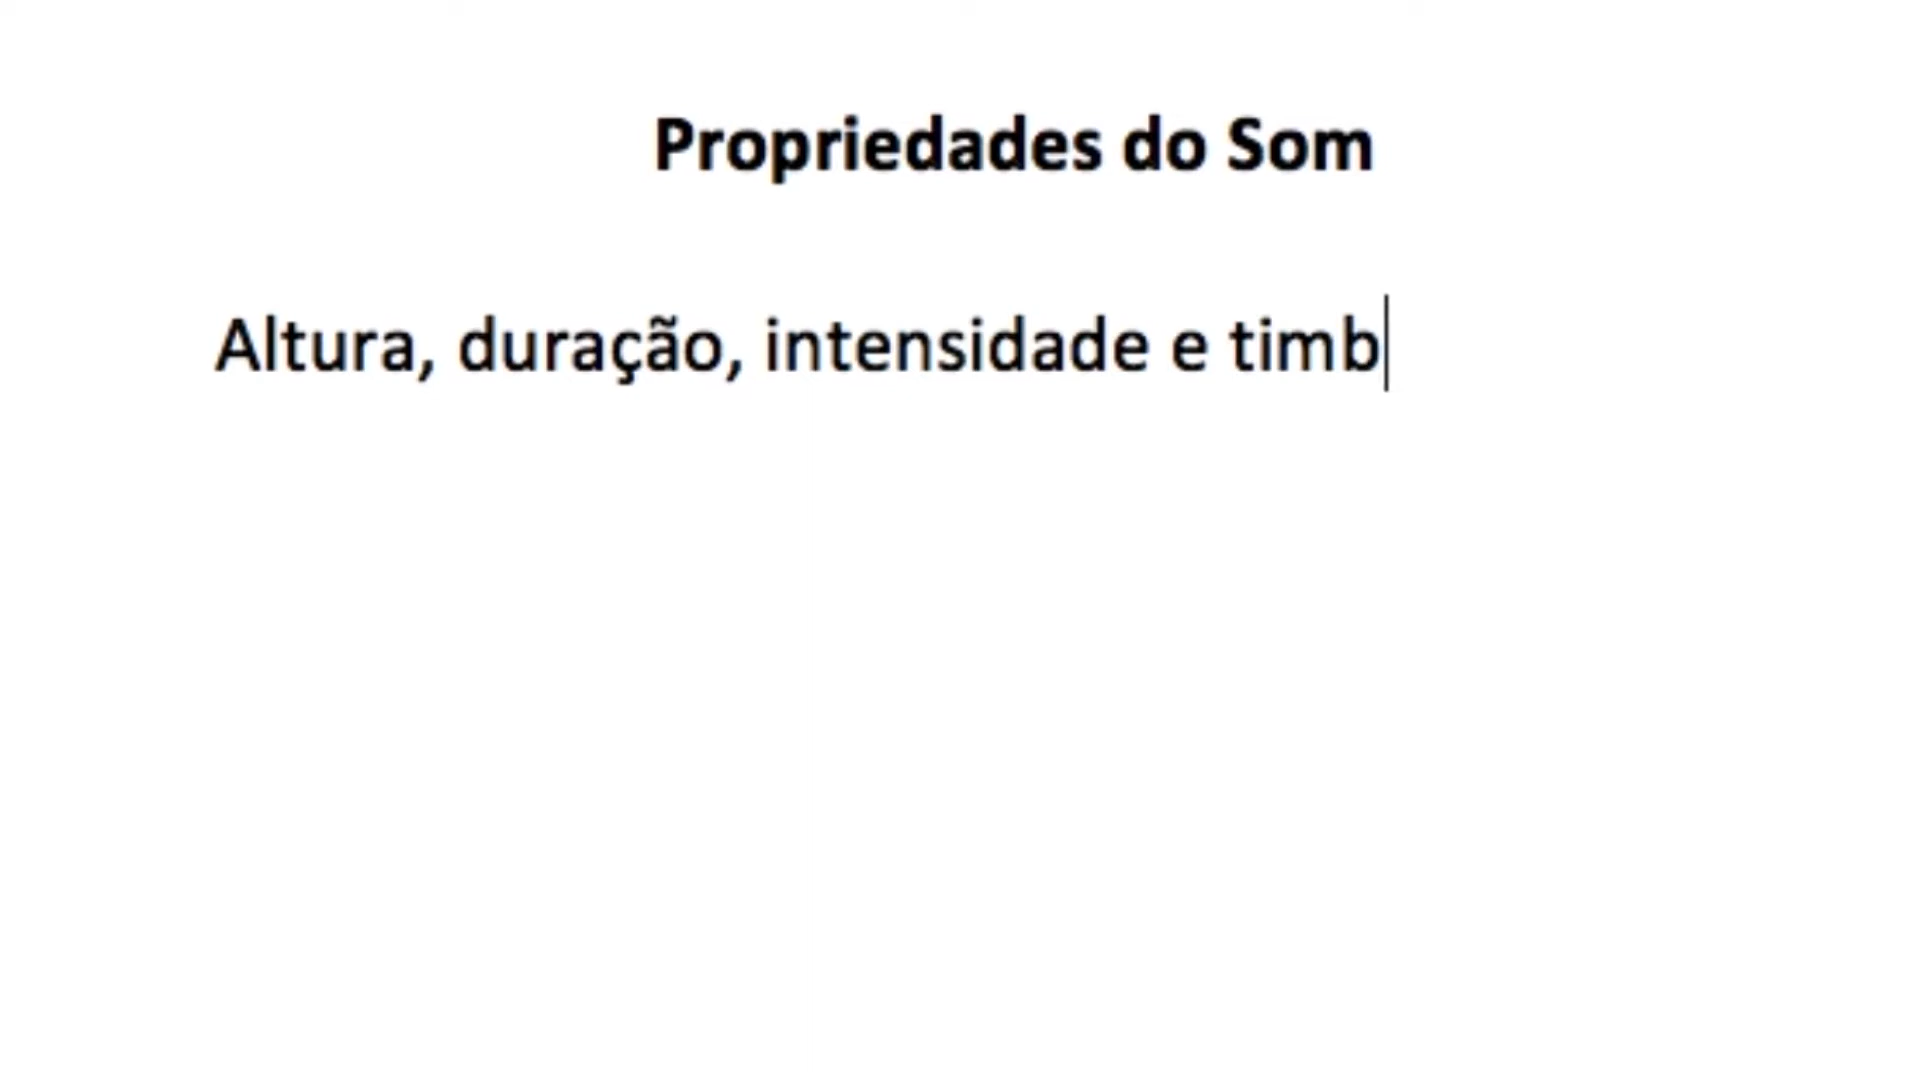 Propriedades do Som
Altura, duração, intensidade e timb